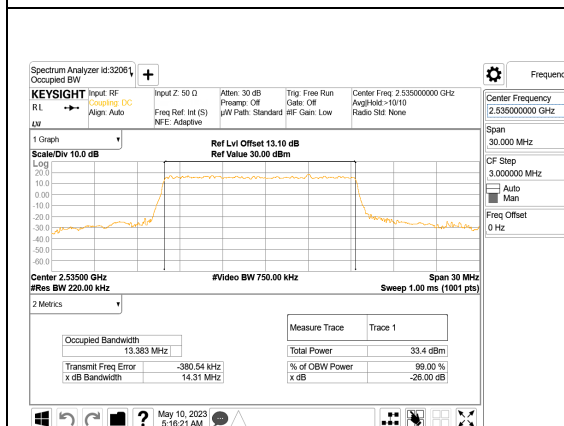 Spectrum Analyzer id:32061
Occupied BW
KEYSIGHT
R L
Input: RF
Coupling: DC
Align: Auto
Input Z: 50 Ω
Freq Ref: Int (S)
NFE: Adaptive
Atten: 30 dB
Preamp: Off
µW Path: Standard
Trig: Free Run
Gate: Off
#IF Gain: Low
Center Freq: 2.535000000 GHz
Avg|Hold:>10/10
Radio Std: None
1 Graph
Scale/Div 10.0 dB
Ref Lvl Offset 13.10 dB
Ref Value 30.00 dBm
Log
20.0
10.0
0.00
-10.0
-20.0
-30.0
-40.0
-50.0
-60.0
Center 2.53500 GHz
#Video BW 750.00 kHz
Span 30 MHz
#Res BW 220.00 kHz
Sweep 1.00 ms (1001 pts)
2 Metrics
Measure Trace
Trace 1
Occupied Bandwidth
13.383 MHz
Total Power
33.4 dBm
Transmit Freq Error
-380.54 kHz
% of OBW Power
99.00 %
x dB Bandwidth
14.31 MHz
x dB
-26.00 dB
May 10, 2023
5:16:21 AM
Center Frequency
2.535000000 GHz
Span
30.000 MHz
CF Step
3.000000 MHz
Auto
Man
Freq Offset
0 Hz